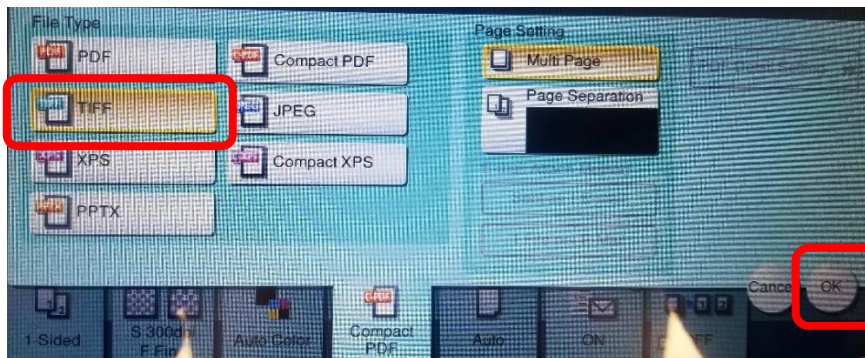 File Type
PDF
Compact PDF
TIFF
JPEG
XPS
Compact XPS
PPTX
Page Setting
Multi Page
Page Separation
Cancel
OK
1-Sided
Auto Color
Compact
PDF
Auto
ON